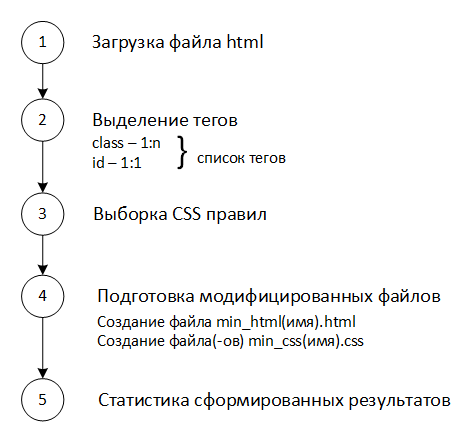 1 Загрузка файла html
2 Выделение тегов
class – 1:n
id – 1:1
} список тегов
3 Выборка CSS правил
4 Подготовка модифицированных файлов
Создание файла min_html(имя).html
Создание файла(-ов) min_css(имя).css
5 Статистика сформированных результатов